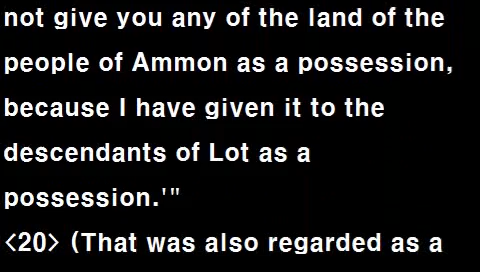 not give you any of the land of the
people of Ammon as a possession,
because I have given it to the
descendants of Lot as a
possession.'"
<20> (That was also regarded as a